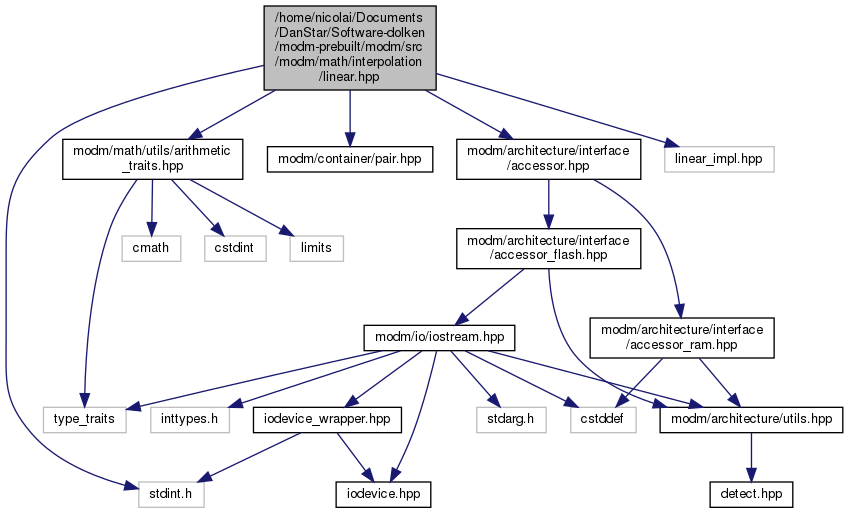 /home/nicolai/Documents
/DanStar/Software-dolken
/modm-prebuilt/modm/src
/modm/math/interpolation
/linear.hpp
modm/math/utils/arithmetic
_traits.hpp
modm/container/pair.hpp
modm/architecture/interface
/accessor.hpp
linear_impl.hpp
cmath
cstdint
limits
modm/architecture/interface
/accessor_flash.hpp
modm/io/iostream.hpp
modm/architecture/interface
/accessor_ram.hpp
type_traits
inttypes.h
iodevice_wrapper.hpp
stdarg.h
cstddef
modm/architecture/utils.hpp
stdint.h
iodevice.hpp
detect.hpp